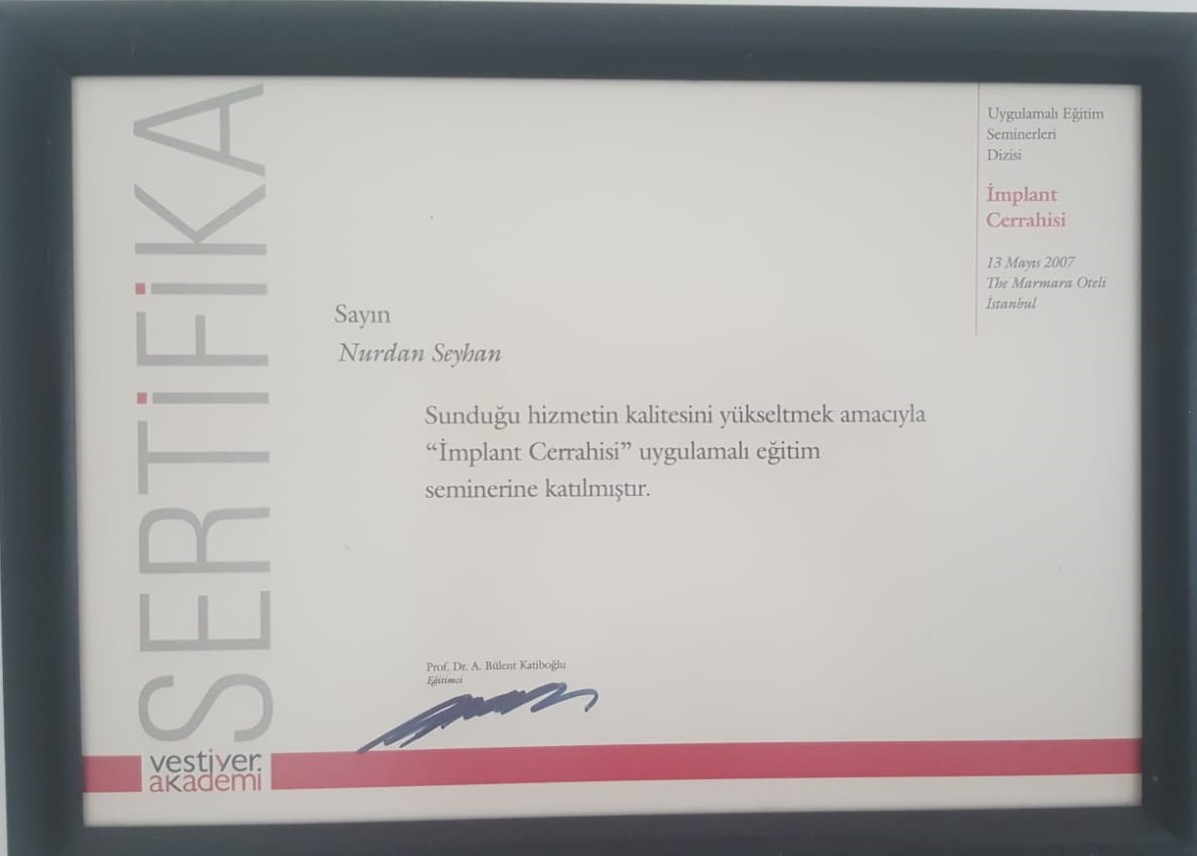 SERTİFİKA
Uygulamalı Eğitim
Seminerleri
Dizisi
İmplant
Cerrahisi
13 Mayıs 2007
The Marmara Oteli
İstanbul
Sayın
Nurdan Seyhan
Sunduğu hizmetin kalitesini yükseltmek amacıyla
“İmplant Cerrahisi” uygulamalı eğitim
seminerine katılmıştır.
Prof. Dr. A. Bülent Katiboğlu
Eğitimci
vestiyer.
akademi